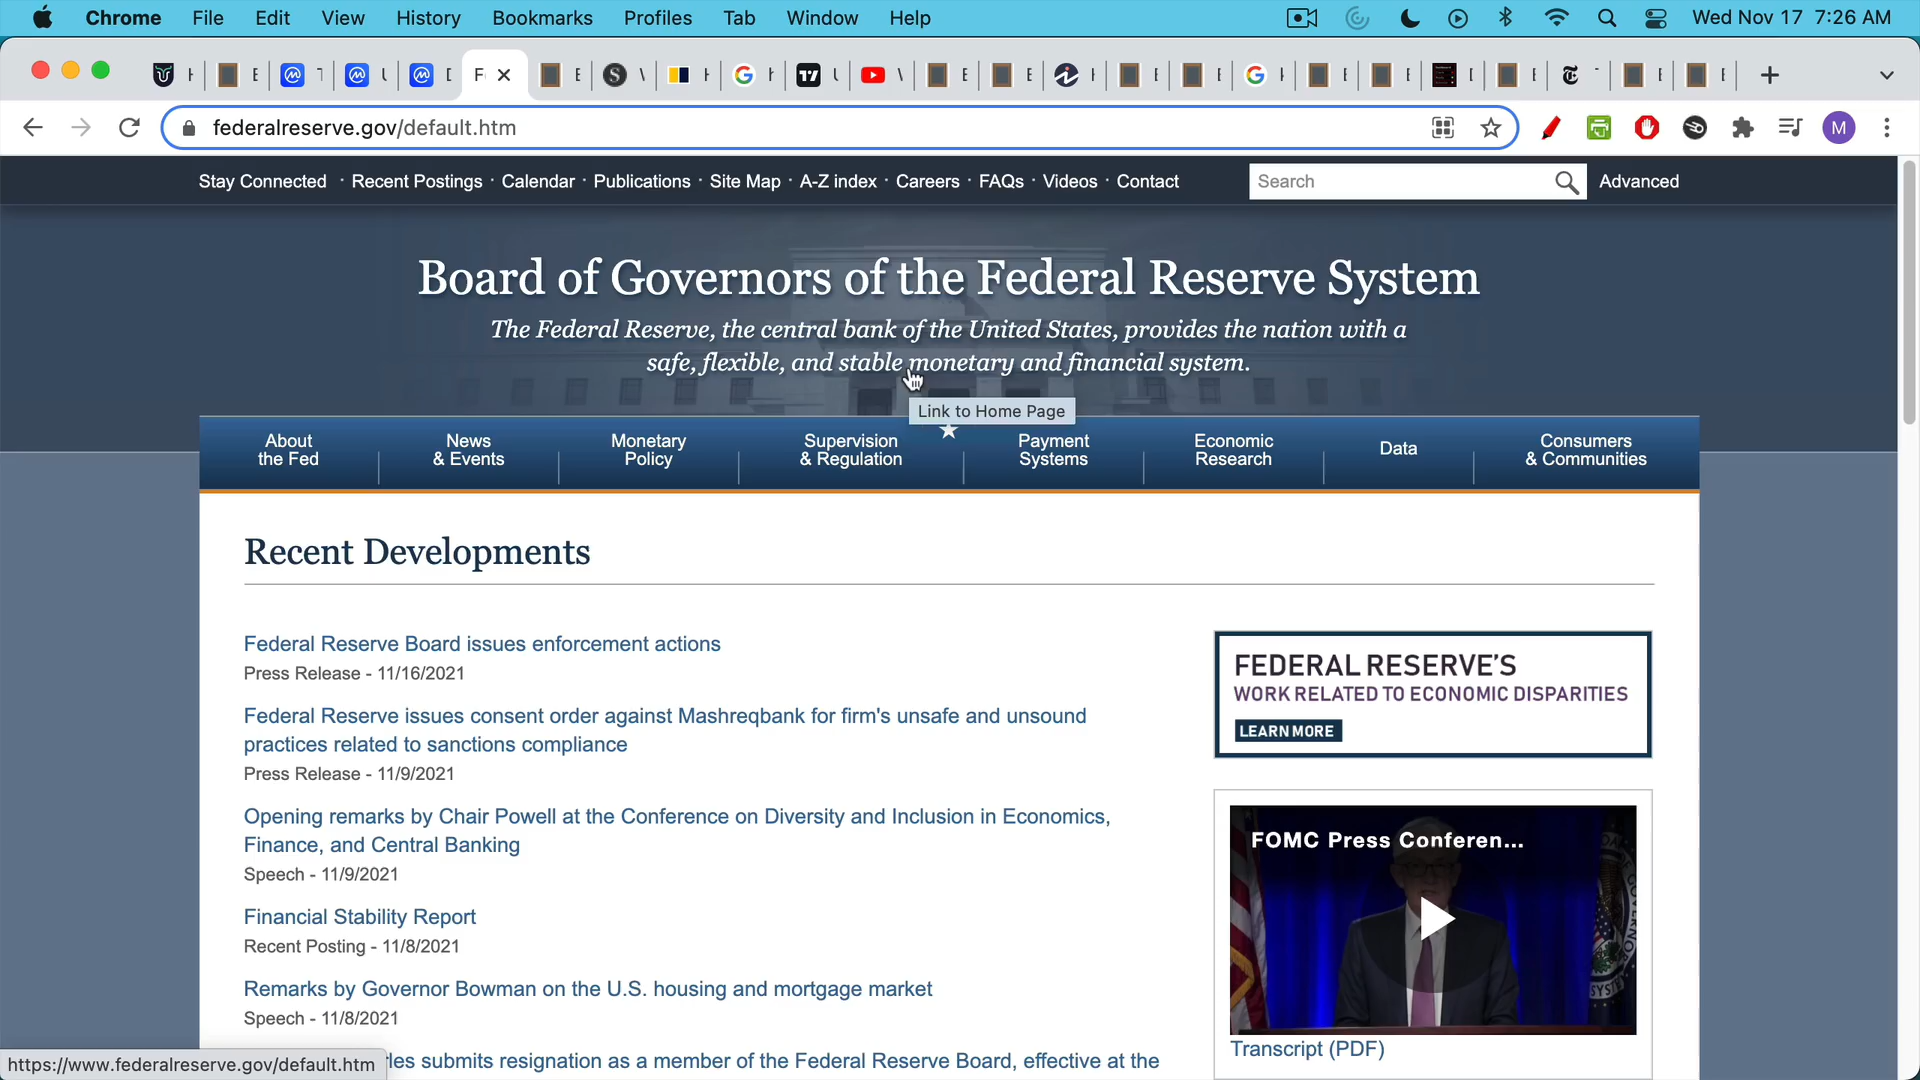 Chrome File Edit View History Bookmarks Profiles Tab Window Help Wed Nov 17 7:26 AM
federalreserve.gov/default.htm M
Stay Connected · Recent Postings · Calendar · Publications · Site Map · A-Z index · Careers · FAQs · Videos · Contact Search Advanced
Board of Governors of the Federal Reserve System
The Federal Reserve, the central bank of the United States, provides the nation with a
safe, flexible, and stable monetary and financial system.
Link to Home Page
About
the Fed
News
& Events
Monetary
Policy
Supervision
& Regulation
Payment
Systems
Economic
Research
Data
Consumers
& Communities
Recent Developments
Federal Reserve Board issues enforcement actions
Press Release - 11/16/2021
Federal Reserve issues consent order against Mashreqbank for firm's unsafe and unsound
practices related to sanctions compliance
Press Release - 11/9/2021
Opening remarks by Chair Powell at the Conference on Diversity and Inclusion in Economics,
Finance, and Central Banking
Speech - 11/9/2021
Financial Stability Report
Recent Posting - 11/8/2021
Remarks by Governor Bowman on the U.S. housing and mortgage market
Speech - 11/8/2021
submits resignation as a member of the Federal Reserve Board, effective at the
FEDERAL RESERVE'S
WORK RELATED TO ECONOMIC DISPARITIES
LEARN MORE
FOMC Press Conferen...
Transcript (PDF)
https://www.federalreserve.gov/default.htm